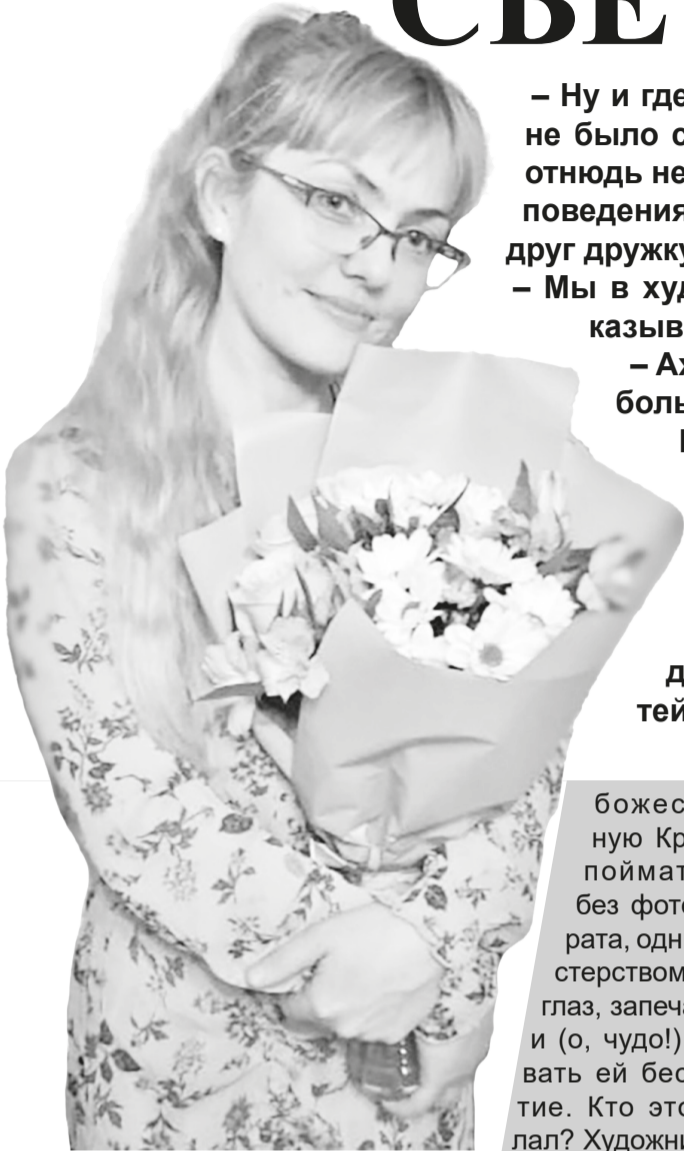 СВЕ
– Ну и где
не было с
отнюдь не
поведения
друг дружку
– Мы в худ
казыв
– Ах
боль
д
тей
божес
ную Кр
поймат
без фото
рата, одн
стерством
глаз, запеча
и (о, чудо!)
вать ей бес
тие. Кто это
лал? Художни